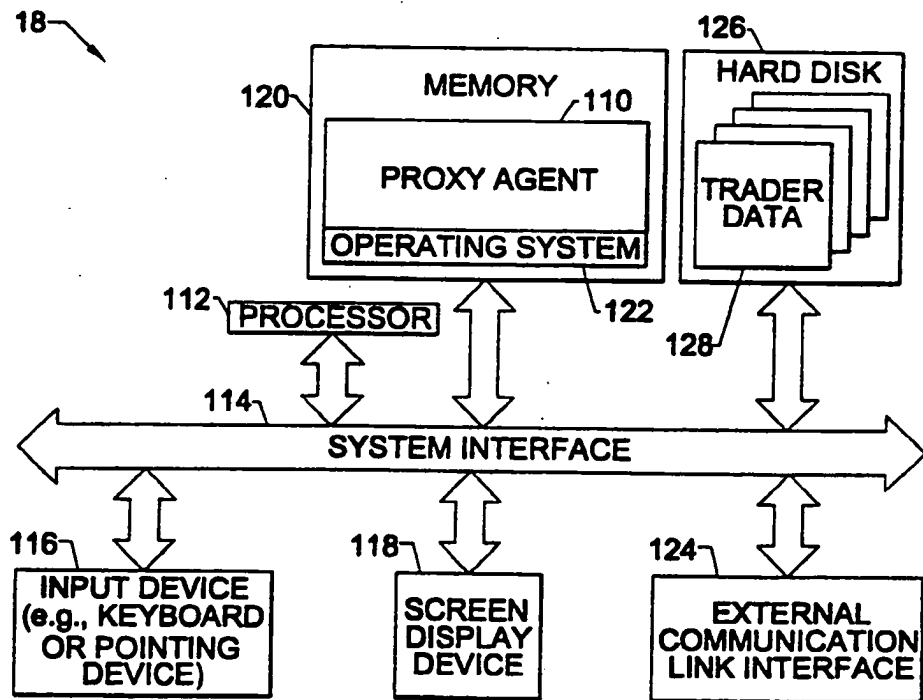 18
126
MEMORY
HARD DISK
120
110
PROXY AGENT
TRADER
DATA
OPERATING SYSTEM
112
PROCESSOR
122
128
114
SYSTEM INTERFACE
116
118
124
INPUT DEVICE
(e.g., KEYBOARD
OR POINTING
DEVICE)
SCREEN
DISPLAY
DEVICE
EXTERNAL
COMMUNICATION
LINK INTERFACE